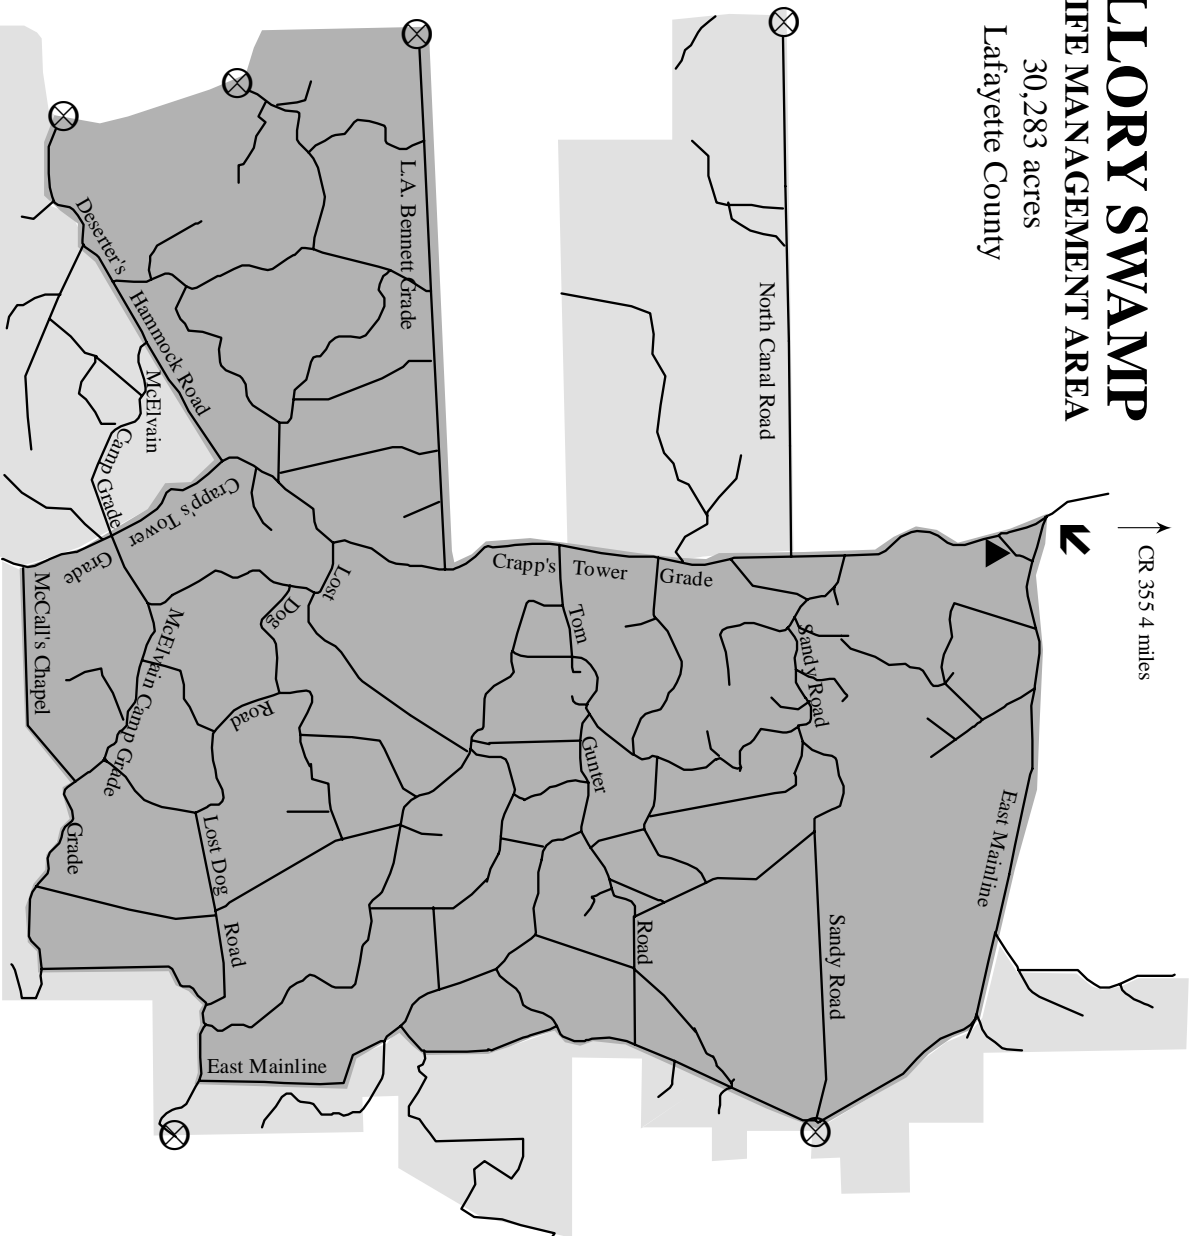 LLORY SWAMP
IFE MANAGEMENT AREA
30,283 acres
Lafayette County
CR 355 4 miles
North Canal Road
L.A. Bennett Grade
Deserter's
Hammock Road
McElvain
Camp Grade
Crapp's Tower
Grade
Crapp's Tower Grade
Lost
Dog
Road
Tom
Gunter
Road
Sandy Road
Sandy Road
East Mainline
McElvain Camp Grade
McCall's Chapel
Grade
Lost Dog
Road
East Mainline